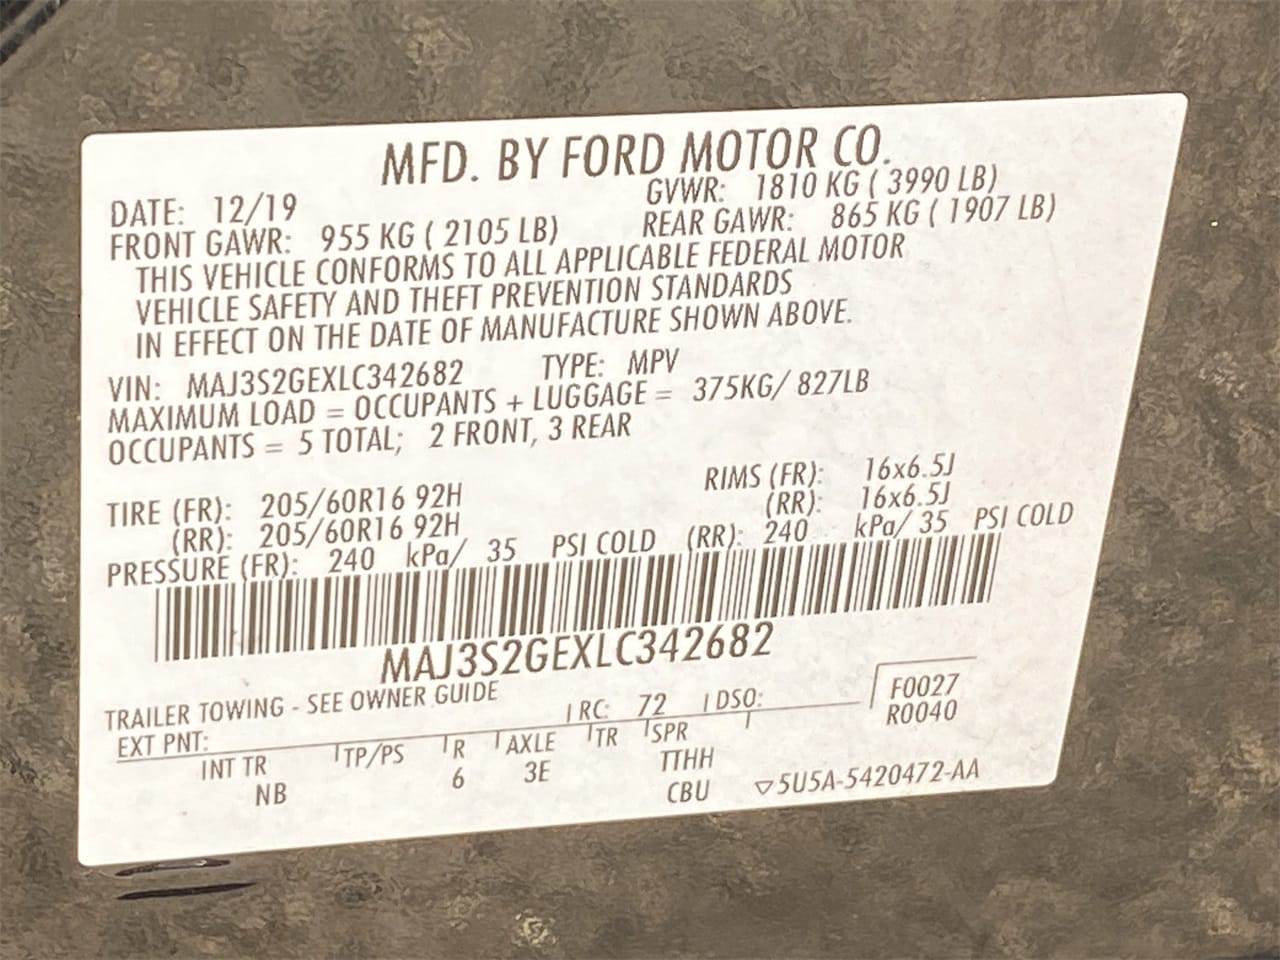 MFD. BY FORD MOTOR CO.
DATE: 12/19 GVWR: 1810 KG ( 3990 LB)
FRONT GAWR: 955 KG ( 2105 LB) REAR GAWR: 865 KG ( 1907 LB)
THIS VEHICLE CONFORMS TO ALL APPLICABLE FEDERAL MOTOR
VEHICLE SAFETY AND THEFT PREVENTION STANDARDS
IN EFFECT ON THE DATE OF MANUFACTURE SHOWN ABOVE.
VIN: MAJ3S2GEXLC342682 TYPE: MPV
MAXIMUM LOAD = OCCUPANTS + LUGGAGE = 375KG/ 827LB
OCCUPANTS = 5 TOTAL; 2 FRONT, 3 REAR
TIRE (FR): 205/60R16 92H RIMS (FR): 16x6.5J
(RR): 205/60R16 92H (RR): 16x6.5J
PRESSURE (FR): 240 kPa/ 35 PSI COLD (RR): 240 kPa/ 35 PSI COLD
MAJ3S2GEXLC342682
TRAILER TOWING - SEE OWNER GUIDE
F0027
R0040
EXT PNT: RC: 72 DSO:
INT TR TP/PS R AXLE TR SPR
NB 6 3E TTHH
CBU ▽5U5A-5420472-AA